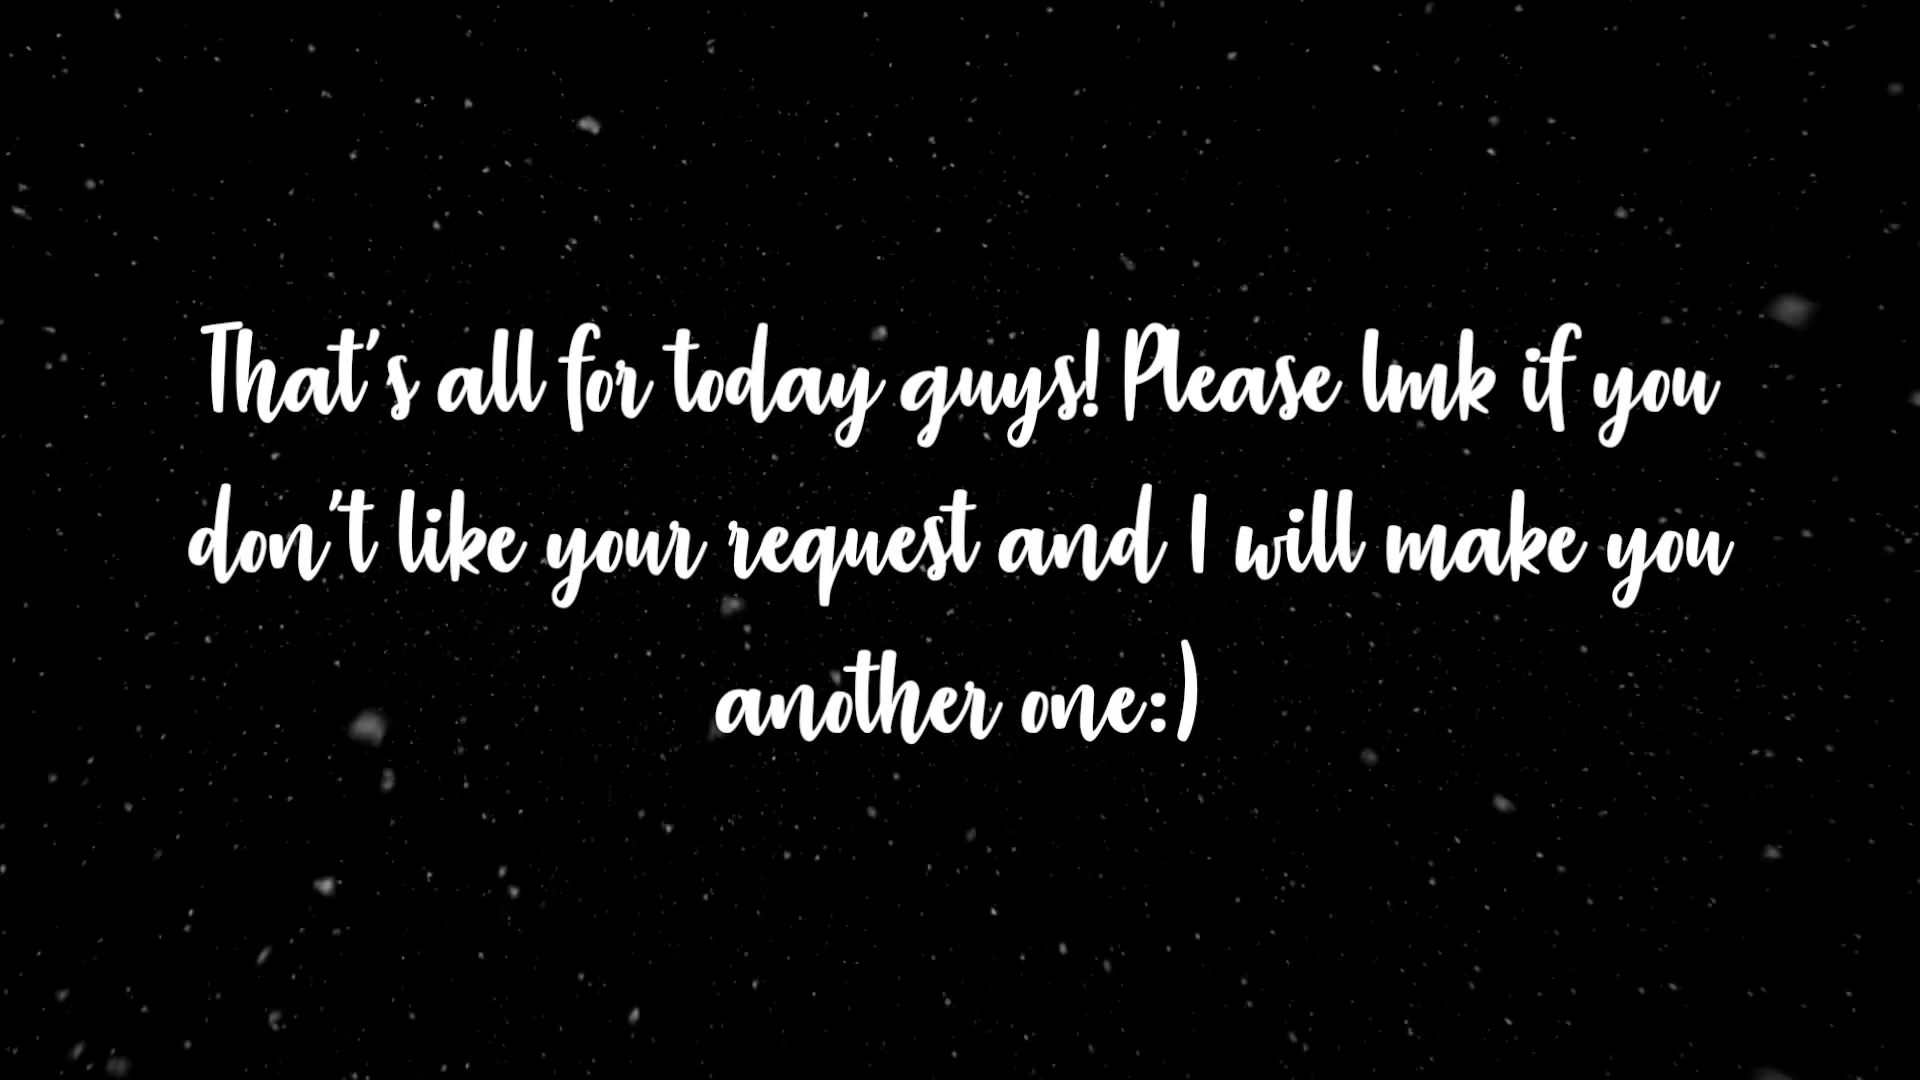 That's all for today guys! Please lmk if you
don't like your request and I will make you
another one:)